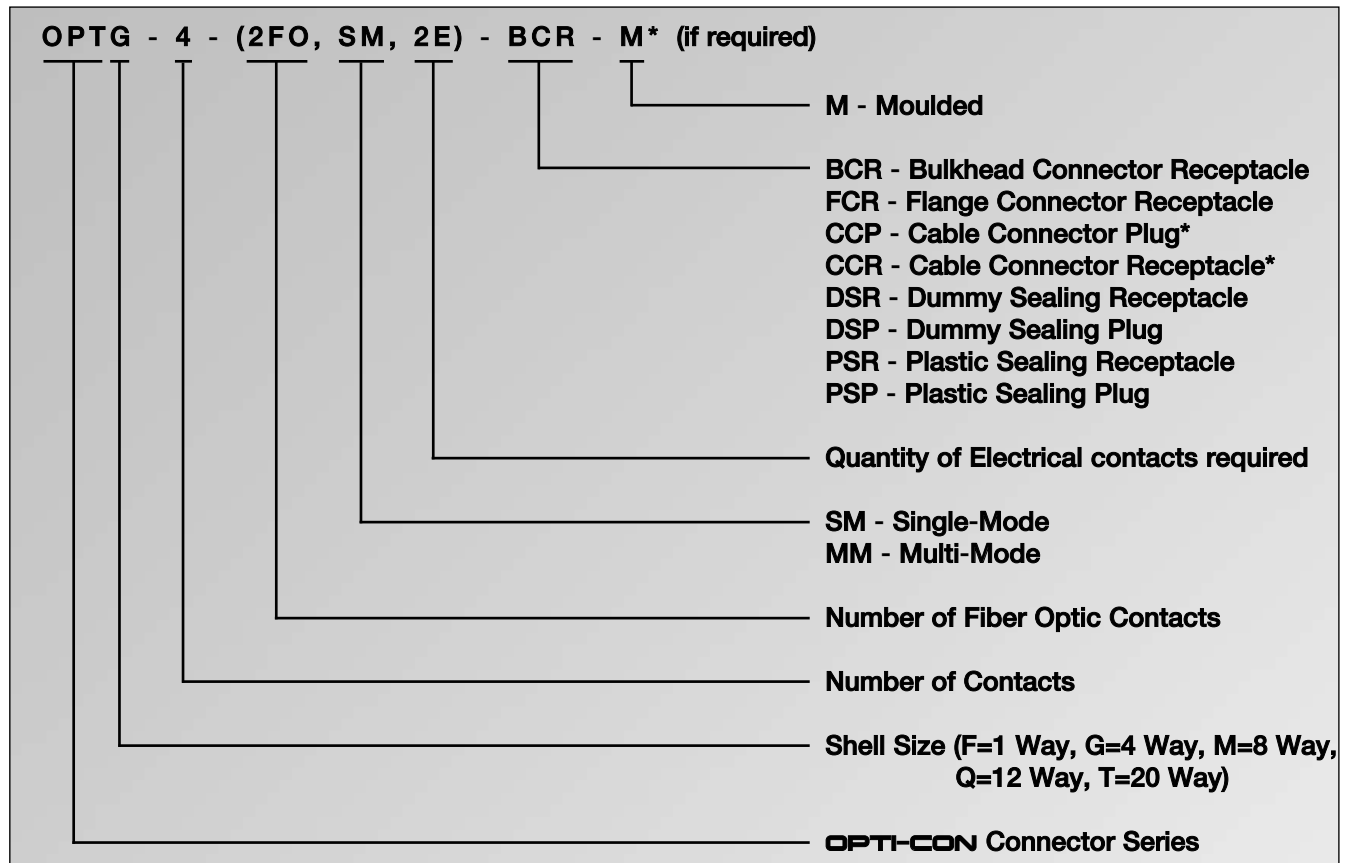 OPTG - 4 - (2FO, SM, 2E) - BCR - M* (if required)
M - Moulded
BCR - Bulkhead Connector Receptacle
FCR - Flange Connector Receptacle
CCP - Cable Connector Plug*
CCR - Cable Connector Receptacle*
DSR - Dummy Sealing Receptacle
DSP - Dummy Sealing Plug
PSR - Plastic Sealing Receptacle
PSP - Plastic Sealing Plug
Quantity of Electrical contacts required
SM - Single-Mode
MM - Multi-Mode
Number of Fiber Optic Contacts
Number of Contacts
Shell Size (F=1 Way, G=4 Way, M=8 Way,
Q=12 Way, T=20 Way)
OPTI-CON Connector Series